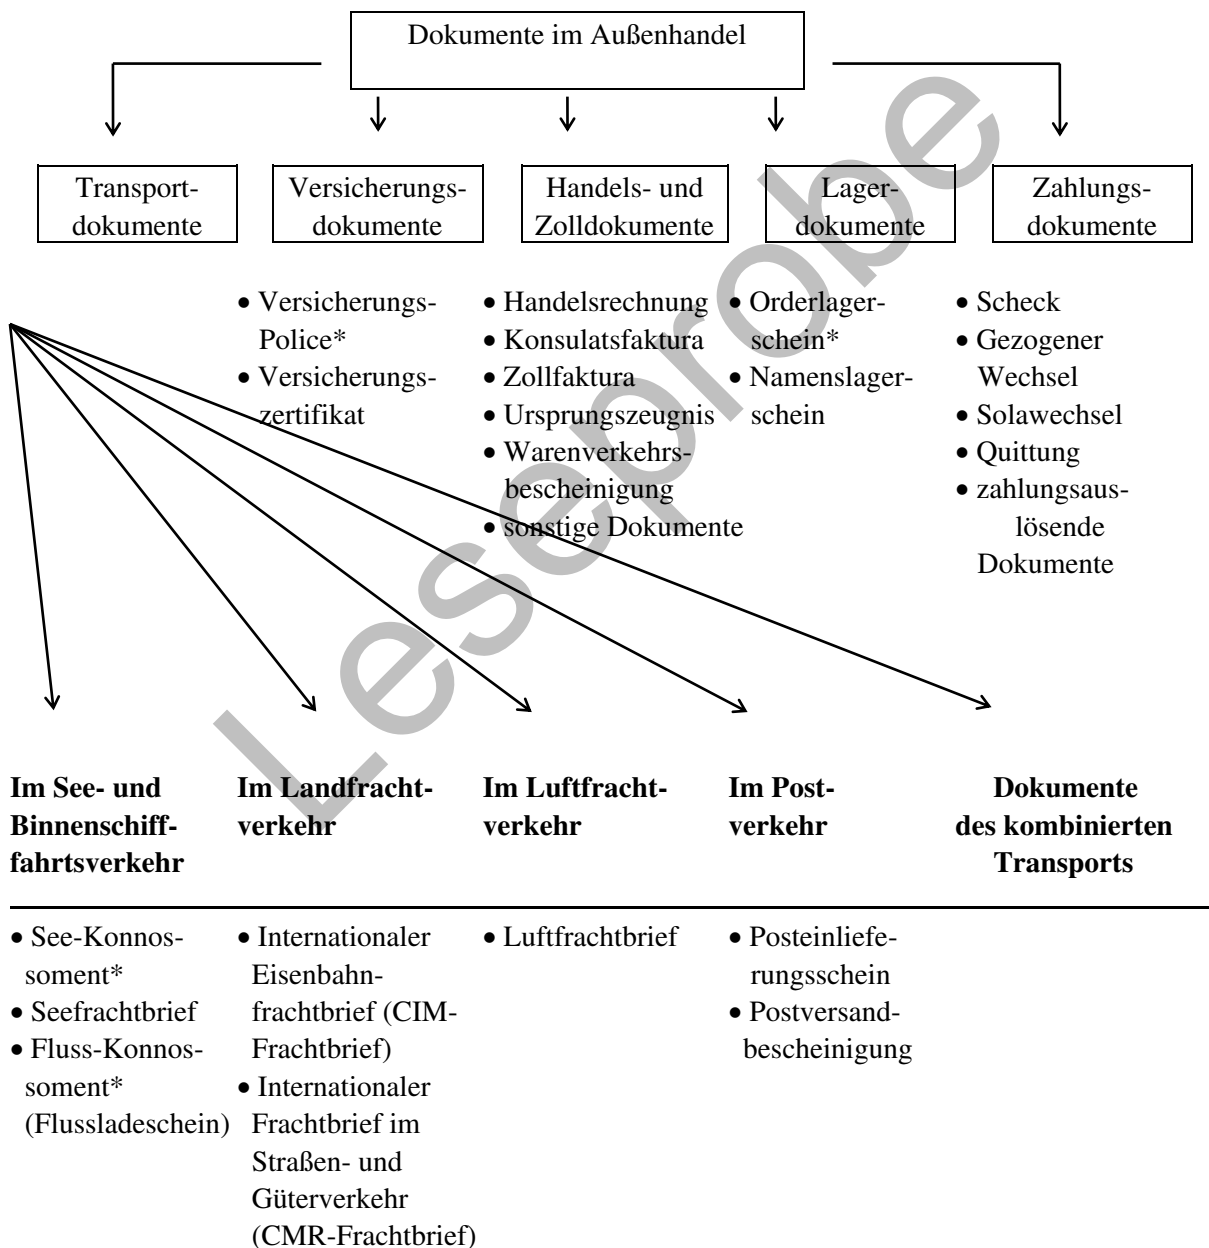 Dokumente im Außenhandel
Transport-
dokumente
Versicherungs-
dokumente
Handels- und
Zolldokumente
Lager-
dokumente
Zahlungs-
dokumente
• Versicherungs-
Police*
• Versicherungs-
zertifikat
• Handelsrechnung
• Konsulatsfaktura
• Zollfaktura
• Ursprungszeugnis
• Warenverkehrs-
bescheinigung
• sonstige Dokumente
• Orderlager-
schein*
• Namenslager-
schein
• Scheck
• Gezogener
Wechsel
• Solawechsel
• Quittung
• zahlungsaus-
lösende
Dokumente
Leseprobe
Im See- und
Binnenschiff-
fahrtsverkehr
Im Landfracht-
verkehr
Im Luftfracht-
verkehr
Im Post-
verkehr
Dokumente
des kombinierten
Transports
• See-Konnos-
soment*
• Seefrachtbrief
• Fluss-Konnos-
soment*
(Flussladeschein)
• Internationaler
Eisenbahn-
frachtbrief (CIM-
Frachtbrief)
• Internationaler
Frachtbrief im
Straßen- und
Güterverkehr
(CMR-Frachtbrief)
• Luftfrachtbrief
• Posteinliefe-
rungsschein
• Postversand-
bescheinigung